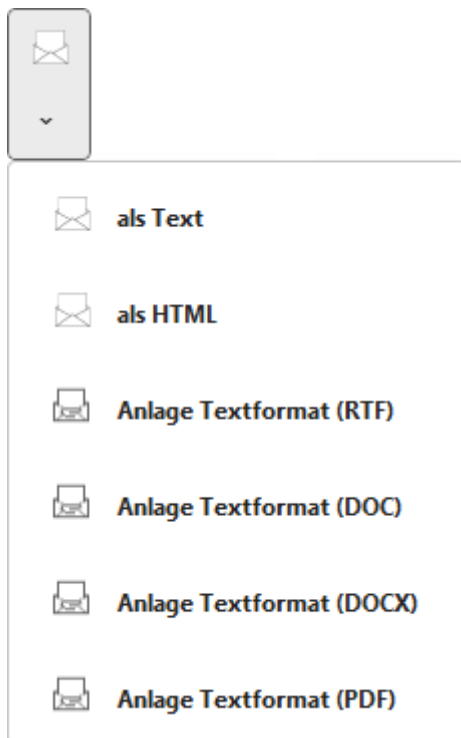 als Text
als HTML
Anlage Textformat (RTF)
Anlage Textformat (DOC)
Anlage Textformat (DOCX)
Anlage Textformat (PDF)